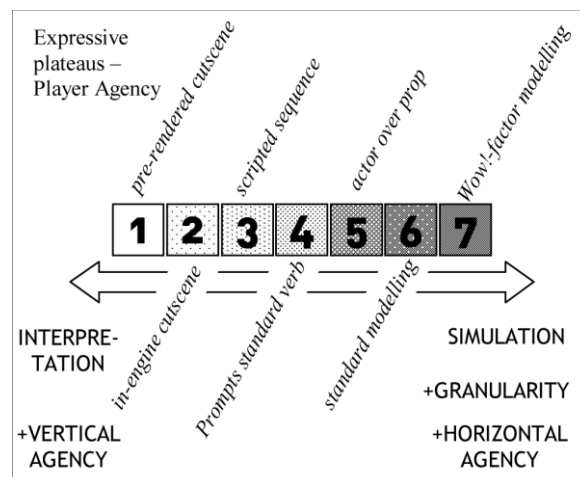 Expressive
plateaus –
Player Agency
pre-rendered cutscene
scripted sequence
actor over prop
Wow!-factor modelling
1 2 3 4 5 6 7
in-engine cutscene
Prompts standard verb
standard modelling
INTERPRE-
TATION
+VERTICAL
AGENCY
SIMULATION
+GRANULARITY
+HORIZONTAL
AGENCY